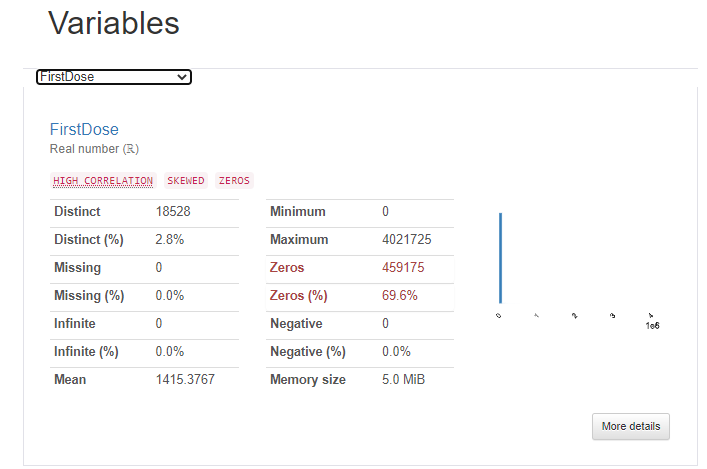 Variables
FirstDose
FirstDose
Real number (ℝ)
HIGH CORRELATION SKEWED ZEROS
Distinct 18528
Distinct (%) 2.8%
Missing 0
Missing (%) 0.0%
Infinite 0
Infinite (%) 0.0%
Mean 1415.3767
Minimum 0
Maximum 4021725
Zeros 459175
Zeros (%) 69.6%
Negative 0
Negative (%) 0.0%
Memory size 5.0 MiB
0 1 2 3 4
1e6
More details